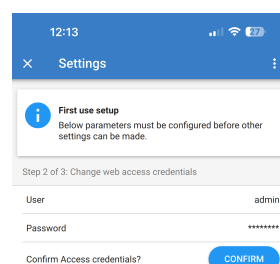 12:13
27
Settings
First use setup
Below parameters must be configured before other
settings can be made.
Step 2 of 3: Change web access credentials
User admin
Password ********
Confirm Access credentials? CONFIRM